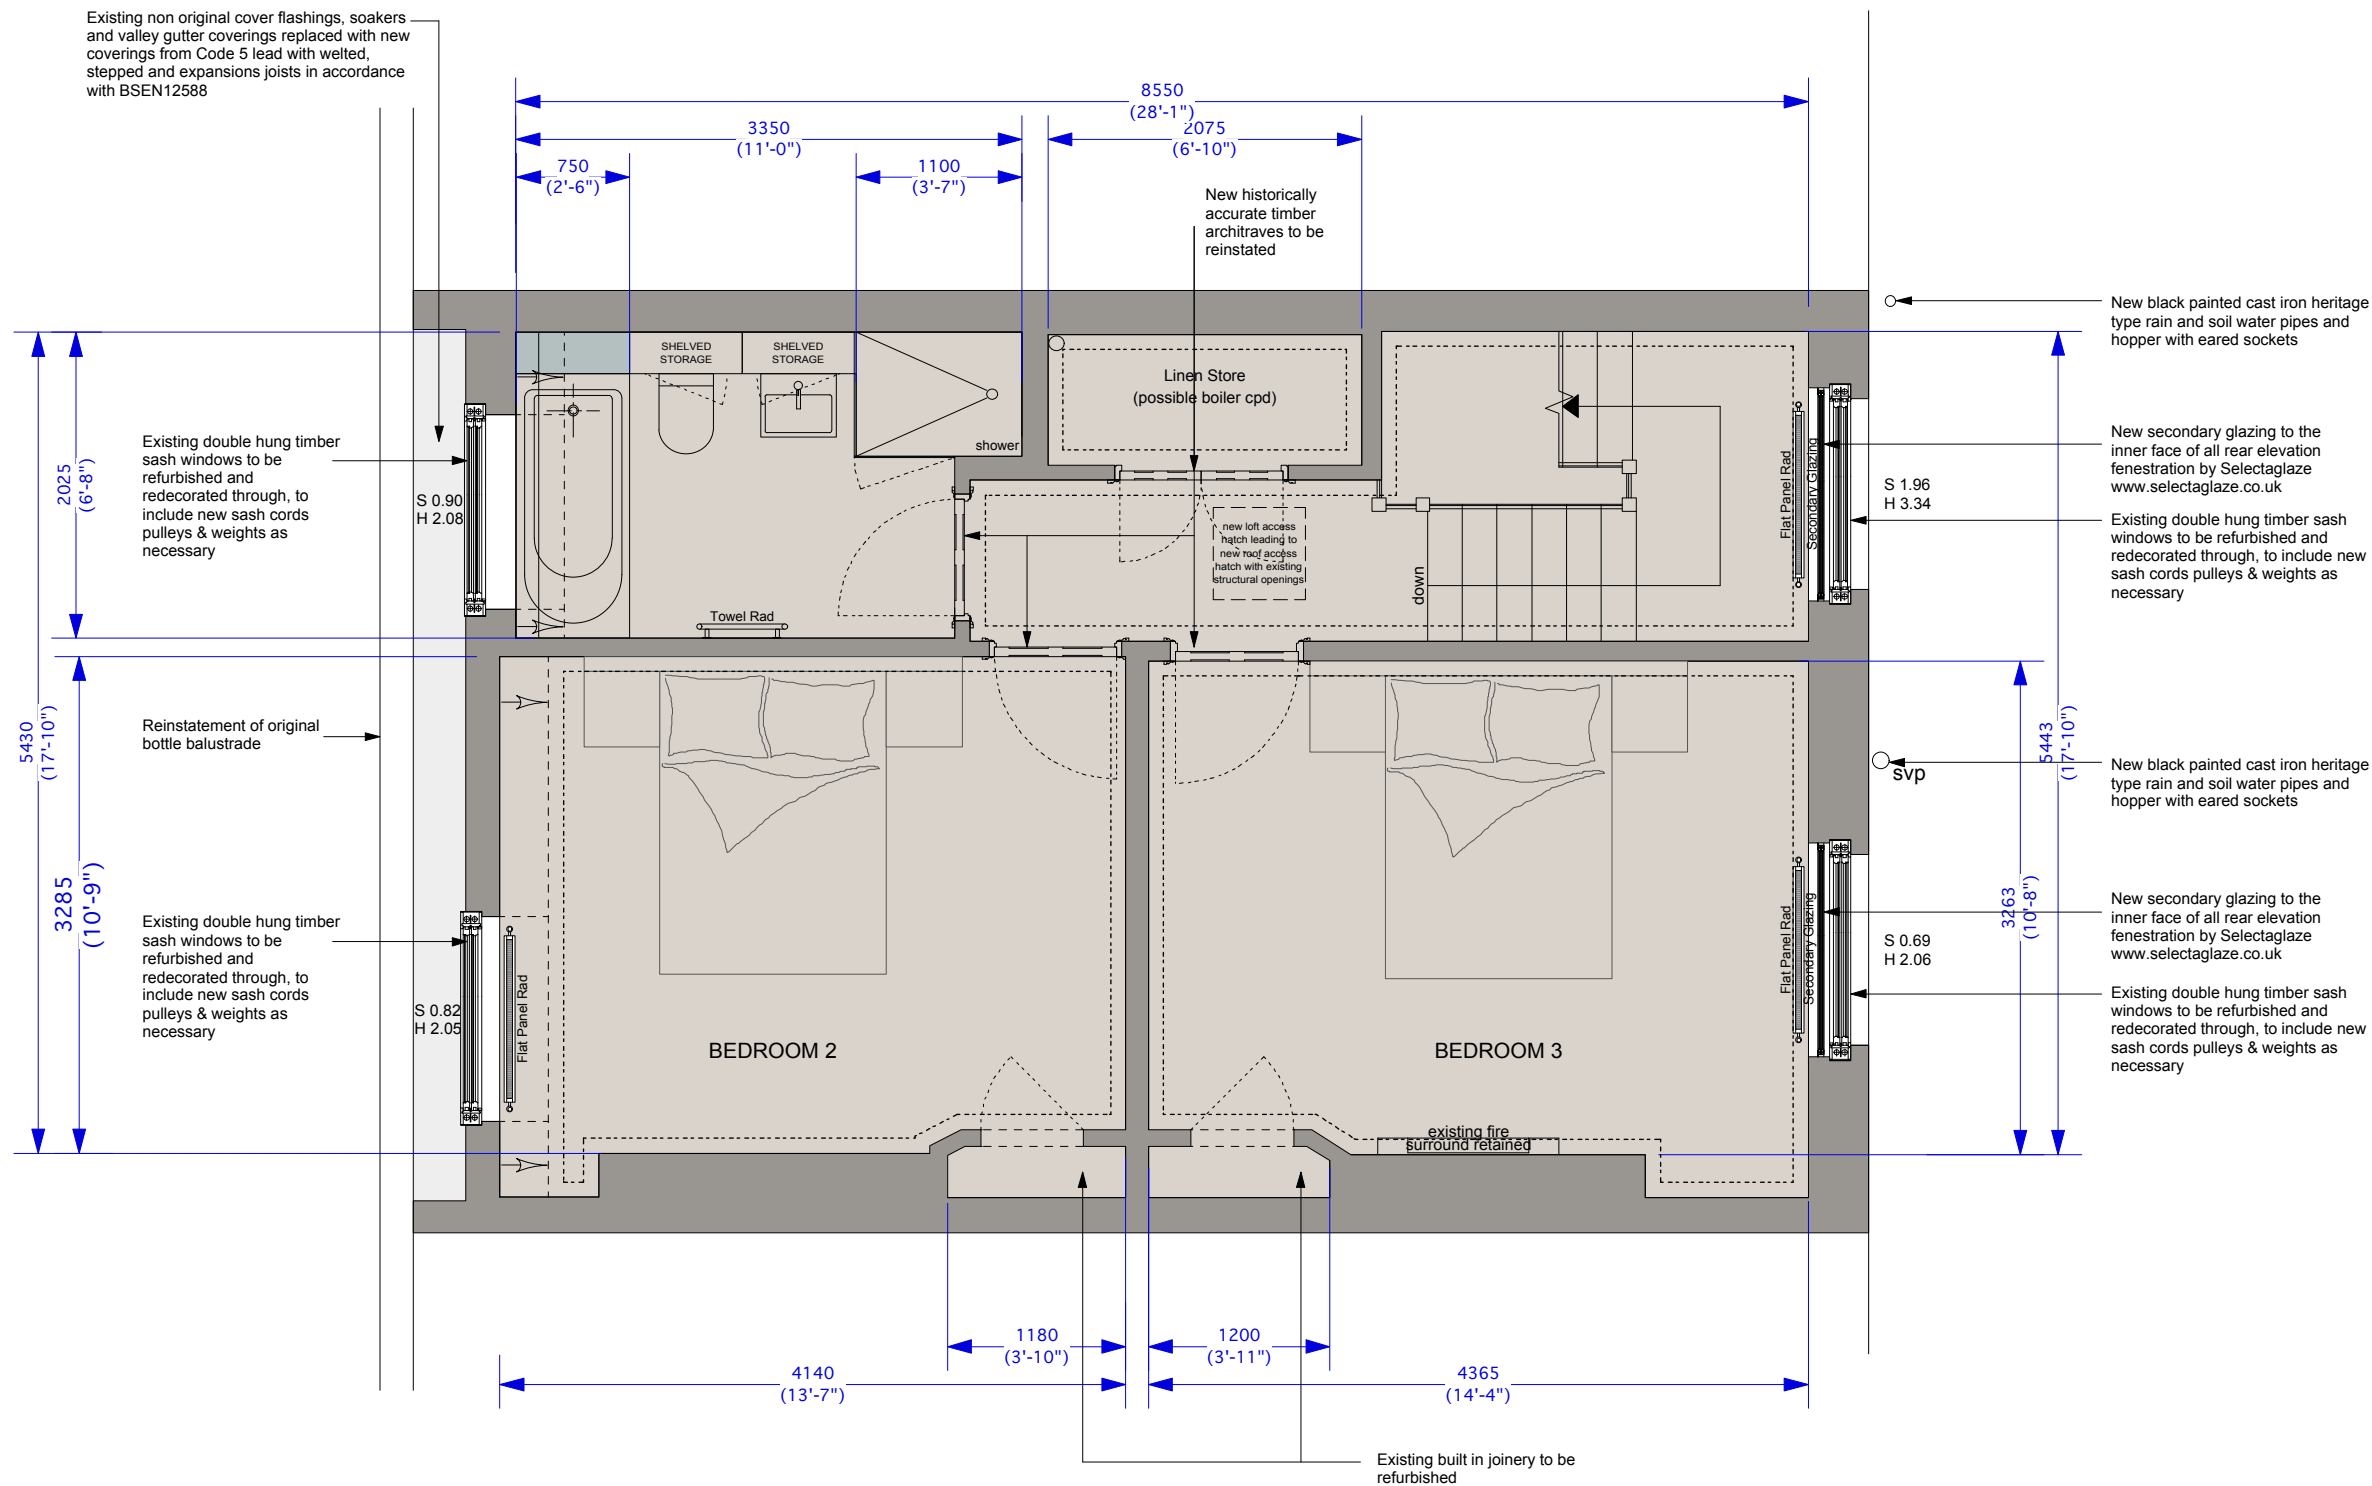 Existing non original cover flashings, soakers
and valley gutter coverings replaced with new
coverings from Code 5 lead with welted,
stepped and expansions joists in accordance
with BSEN12588
8550
(28'-1")
3350
(11'-0")
2075
(6'-10")
750
(2'-6")
1100
(3'-7")
New historically
accurate timber
architraves to be
reinstated
New black painted cast iron heritage
type rain and soil water pipes and
hopper with eared sockets
SHELVED
STORAGE
SHELVED
STORAGE
Linen Store
(possible boiler cpd)
shower
Existing double hung timber
sash windows to be
refurbished and
redecorated through, to
include new sash cords
pulleys & weights as
necessary
2025
(6'-8")
S 0.90
H 2.08
Towel Rad
new loft access
hatch leading to
new roof access
hatch with existing
structural openings
down
Flat Panel Rad
Secondary Glazing
S 1.96
H 3.34
New secondary glazing to the
inner face of all rear elevation
fenestration by Selectaglaze
www.selectaglaze.co.uk
Existing double hung timber sash
windows to be refurbished and
redecorated through, to include new
sash cords pulleys & weights as
necessary
5430
(17'-10")
Reinstatement of original
bottle balustrade
5443
(17'-10")
svp
New black painted cast iron heritage
type rain and soil water pipes and
hopper with eared sockets
3285
(10'-9")
Existing double hung timber
sash windows to be
refurbished and
redecorated through, to
include new sash cords
pulleys & weights as
necessary
S 0.82
H 2.05
Flat Panel Rad
BEDROOM 2
BEDROOM 3
Flat Panel Rad
Secondary Glazing
S 0.69
H 2.06
3263
(10'-8")
New secondary glazing to the
inner face of all rear elevation
fenestration by Selectaglaze
www.selectaglaze.co.uk
Existing double hung timber sash
windows to be refurbished and
redecorated through, to include new
sash cords pulleys & weights as
necessary
existing fire
surround retained
1180
(3'-10")
1200
(3'-11")
4140
(13'-7")
4365
(14'-4")
Existing built in joinery to be
refurbished